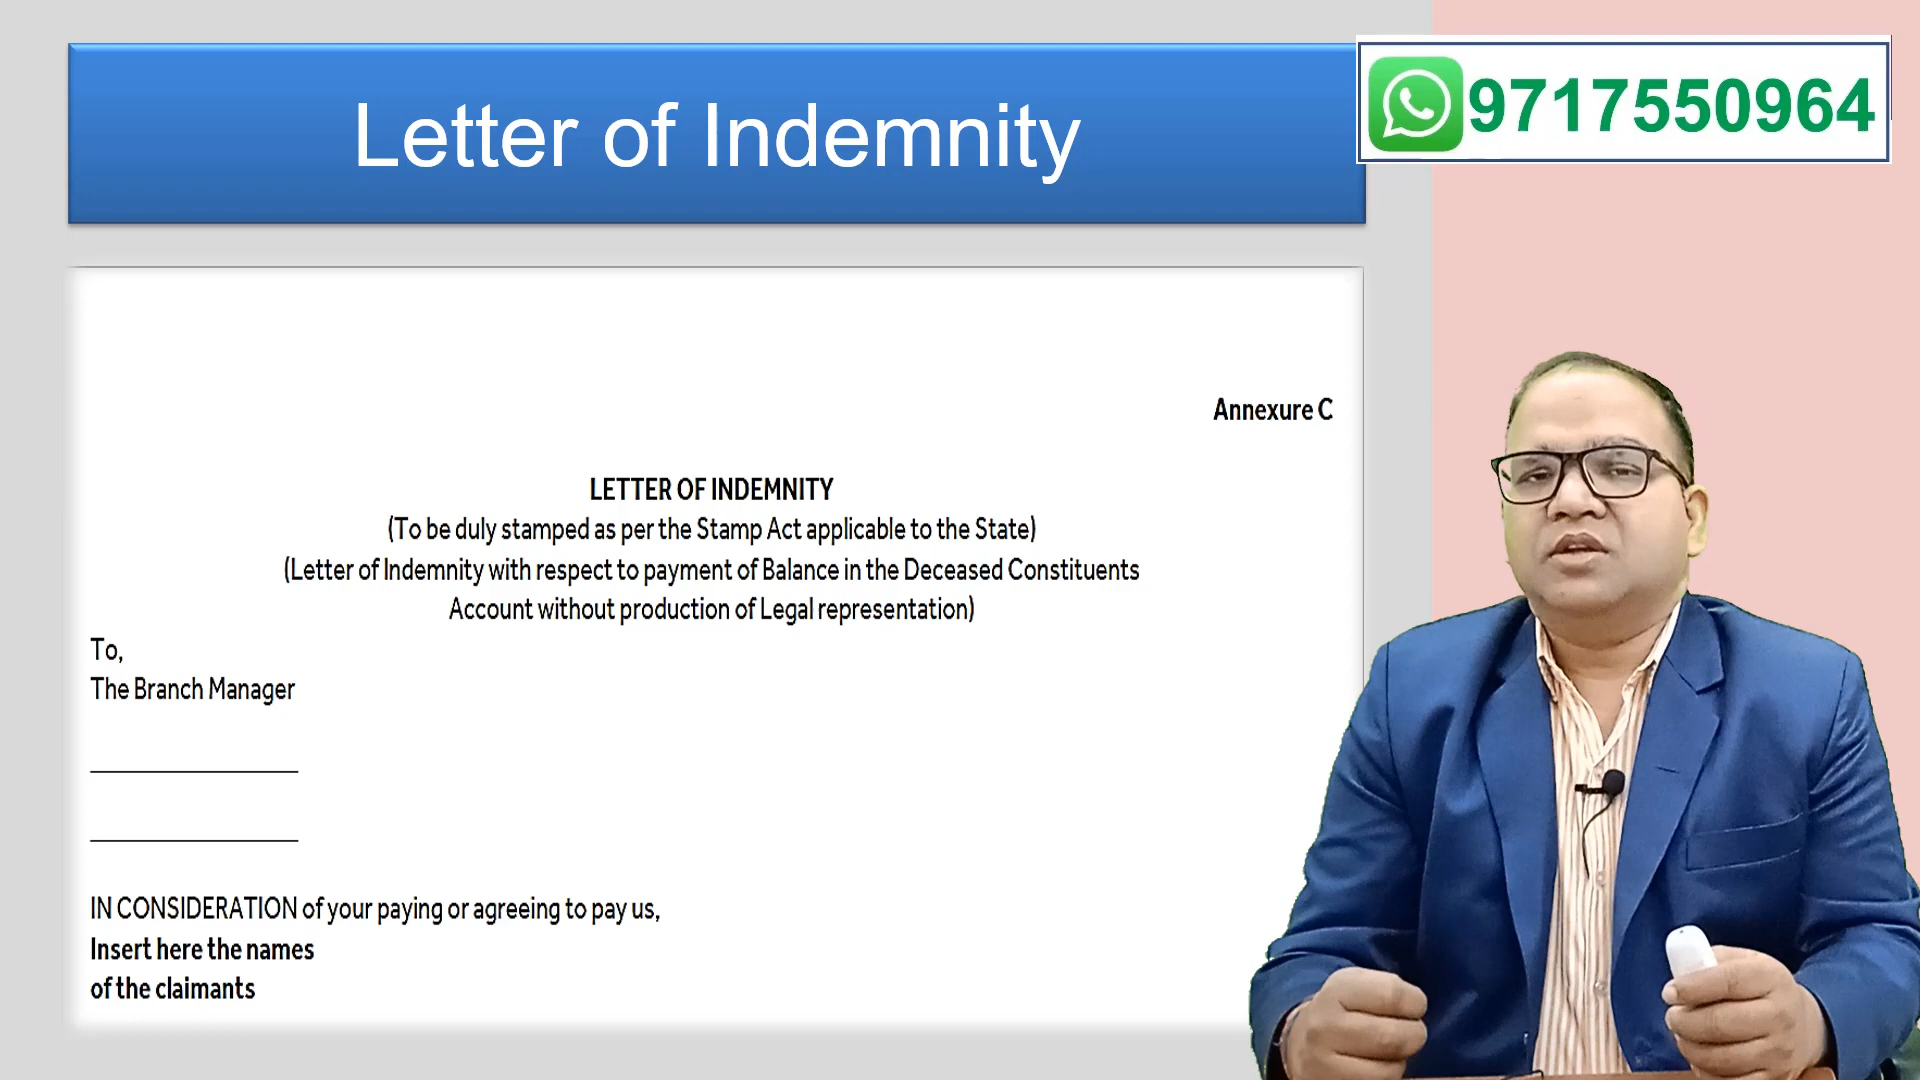 Letter of Indemnity
9717550964
Annexure C
LETTER OF INDEMNITY
(To be duly stamped as per the Stamp Act applicable to the State)
(Letter of Indemnity with respect to payment of Balance in the Deceased Constituents
Account without production of Legal representation)
To,
The Branch Manager
IN CONSIDERATION of your paying or agreeing to pay us,
Insert here the names
of the claimants